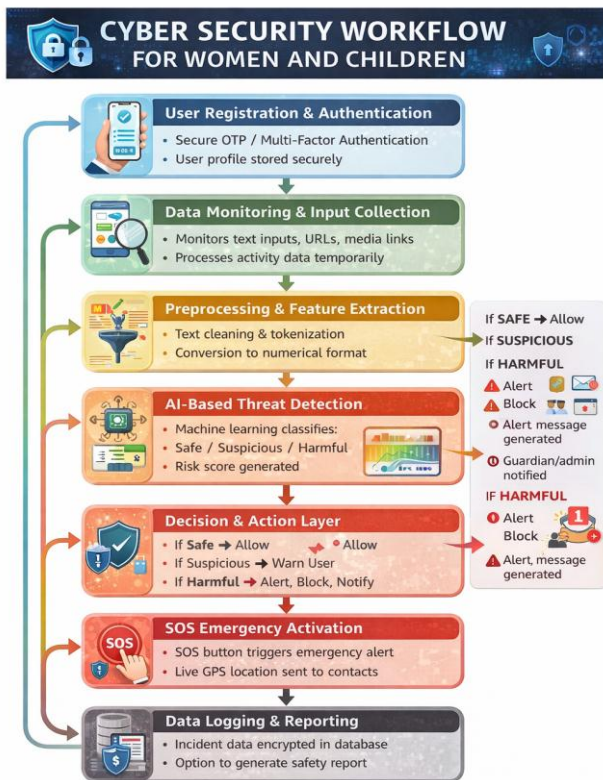 CYBER SECURITY WORKFLOW
FOR WOMEN AND CHILDREN
User Registration & Authentication
• Secure OTP / Multi-Factor Authentication
• User profile stored securely
Data Monitoring & Input Collection
• Monitors text inputs, URLs, media links
• Processes activity data temporarily
Preprocessing & Feature Extraction
• Text cleaning & tokenization
• Conversion to numerical format
AI-Based Threat Detection
• Machine learning classifies:
• Safe / Suspicious / Harmful
• Risk score generated
Decision & Action Layer
• If Safe → Allow Allow
• If Suspicious → Warn User
• If Harmful → Alert, Block, Notify
SOS
SOS Emergency Activation
• SOS button triggers emergency alert
• Live GPS location sent to contacts
Data Logging & Reporting
• Incident data encrypted in database
• Option to generate safety report
If SAFE → Allow
If SUSPICIOUS
If HARMFUL
Alert
Block
Alert message
generated
Guardian/admin
notified
IF HARMFUL
Alert
1
Block
Alert, message
generated